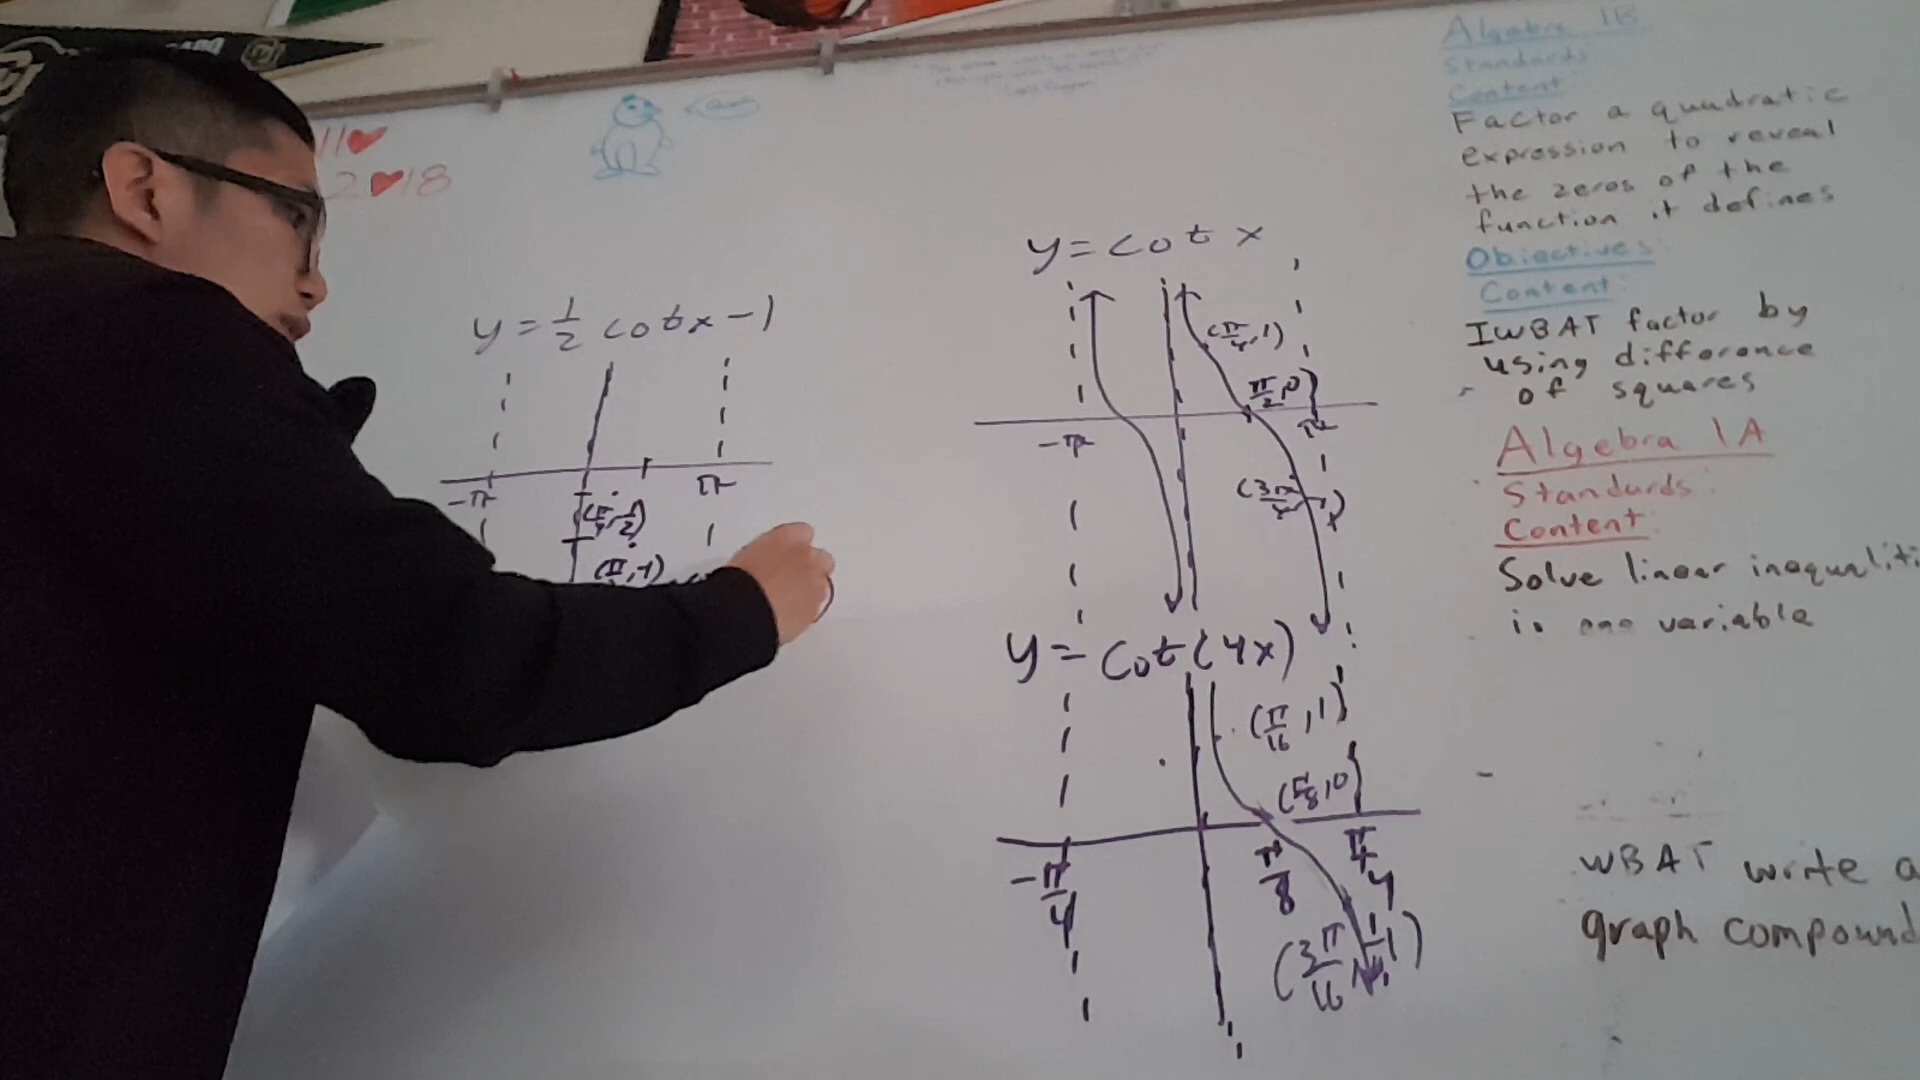 11♥
2♥18
y = 1/2 cot x - 1
-π
π
(π/4, -1/2)
(π/2, -1)
y = cot x
(π/4, 1)
(π/2, 0)
-π
π
(3π/4, -1)
y = cot(4x)
(π/16, 1)
(π/8, 0)
-π/4
π/8
π/4
(3π/16, -1)
Algebra 1B
Standards
Content
Factor a quadratic
expression to reveal
the zeros of the
function it defines
Objectives:
Content:
IWBAT factor by
using difference
of squares
Algebra 1A
Standards:
Content:
Solve linear inequaliti
in one variable
WBAT write a
graph compound